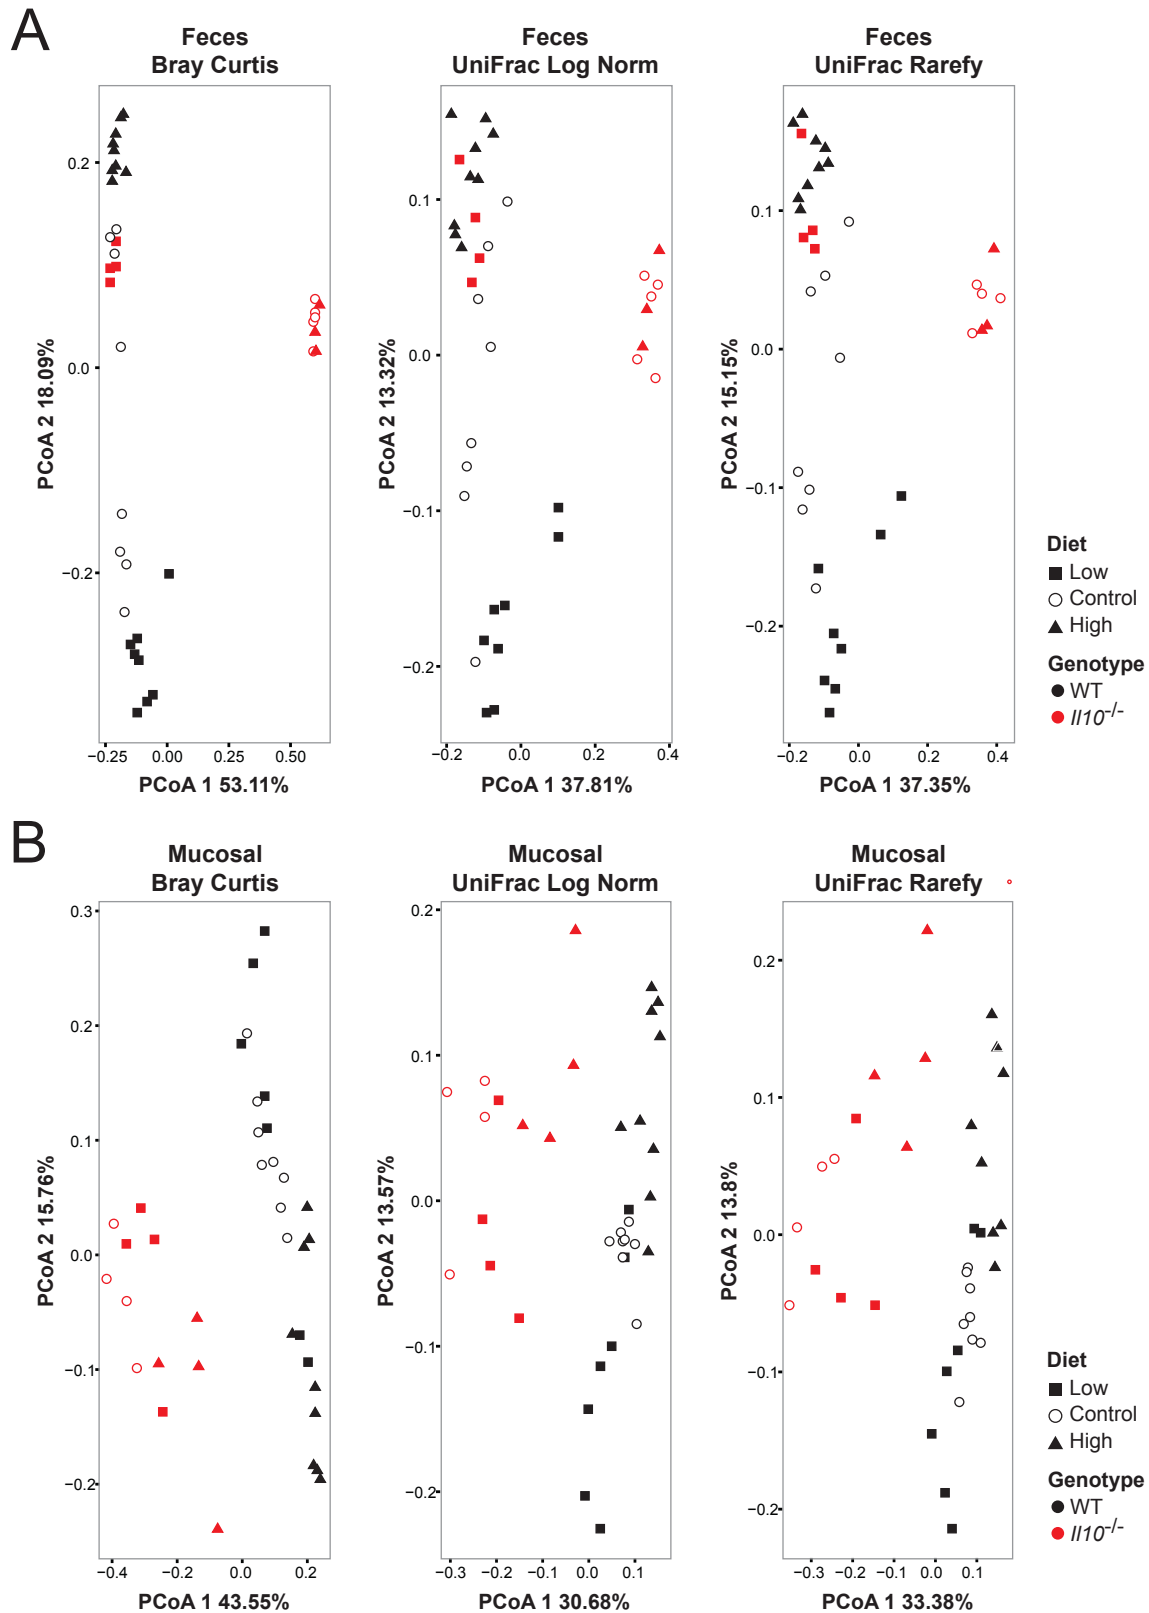 A
Feces
Bray Curtis
Feces
UniFrac Log Norm
Feces
UniFrac Rarefy
PCoA 2 18.09%
0.2
0.0
−0.2
−0.25 0.00 0.25 0.50
PCoA 1 53.11%
PCoA 2 13.32%
0.1
0.0
−0.1
−0.2
−0.2 0.0 0.2 0.4
PCoA 1 37.81%
PCoA 2 15.15%
0.1
0.0
−0.1
−0.2
−0.2 0.0 0.2 0.4
PCoA 1 37.35%
Diet
Low
Control
High
Genotype
WT
Il10-/-
B
Mucosal
Bray Curtis
Mucosal
UniFrac Log Norm
Mucosal
UniFrac Rarefy
PCoA 2 15.76%
0.3
0.2
0.1
0.0
−0.1
−0.2
−0.4 −0.2 0.0 0.2
PCoA 1 43.55%
PCoA 2 13.57%
0.2
0.1
0.0
−0.1
−0.2
−0.3 −0.2 −0.1 0.0 0.1
PCoA 1 30.68%
PCoA 2 13.8%
0.2
0.1
0.0
−0.1
−0.2
−0.3 −0.2 −0.1 0.0 0.1
PCoA 1 33.38%
Diet
Low
Control
High
Genotype
WT
Il10-/-